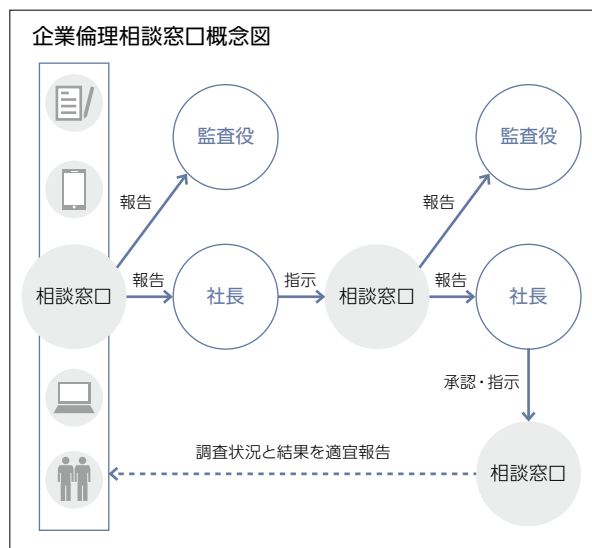 企業倫理相談窓口概念図
監査役
監査役
報告
報告
相談窓口
報告
社長
指示
相談窓口
報告
社長
承認・指示
調査状況と結果を適宜報告
相談窓口